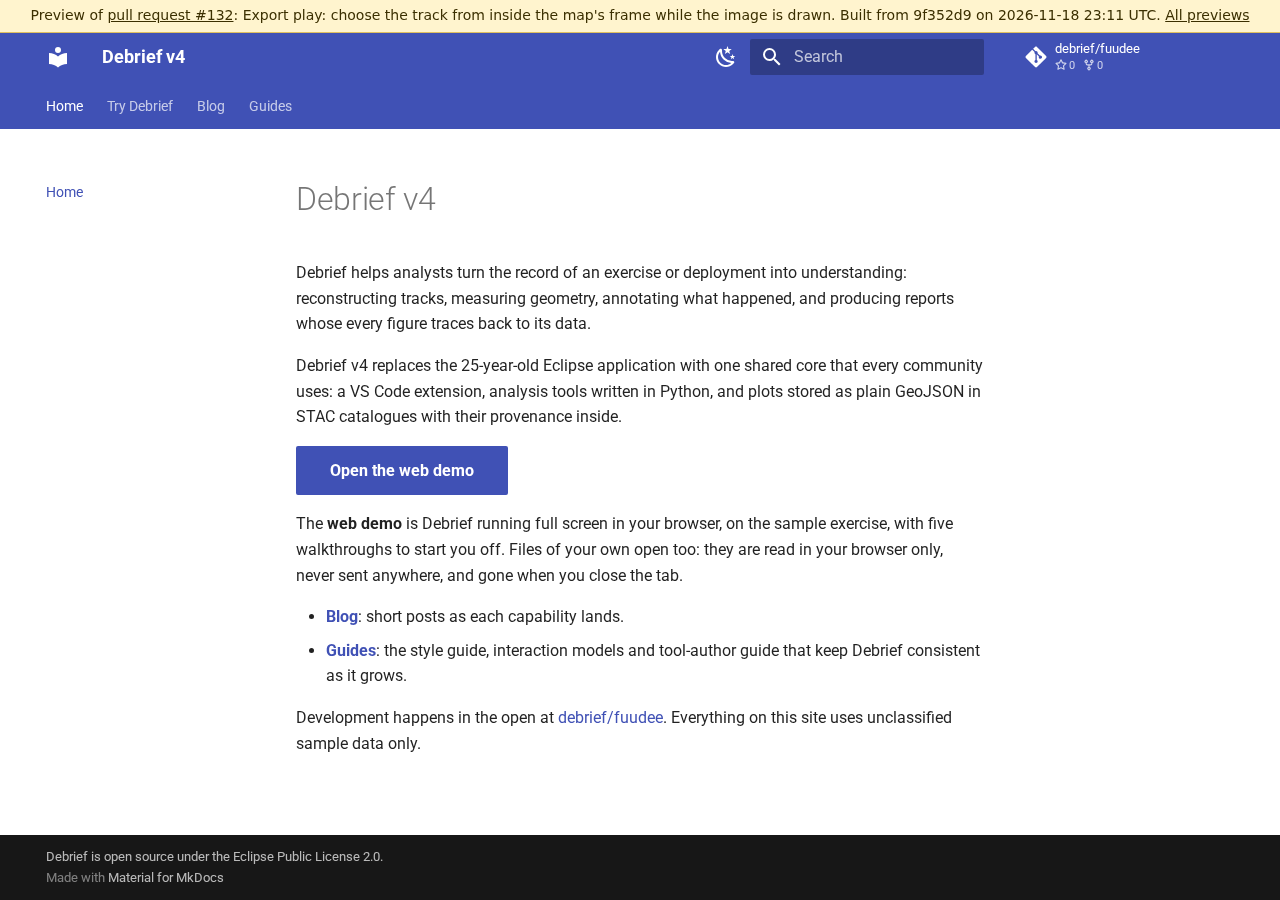 Preview of pull request #132: Export play: choose the track from inside the map's frame while the image is drawn. Built from 9f352d9 on 2026-11-18 23:11 UTC. All previews
Debrief v4
Search
debrief/fuudee
0 0
Home Try Debrief Blog Guides
Home
Debrief v4
Debrief helps analysts turn the record of an exercise or deployment into understanding:
reconstructing tracks, measuring geometry, annotating what happened, and producing reports
whose every figure traces back to its data.
Debrief v4 replaces the 25-year-old Eclipse application with one shared core that every community
uses: a VS Code extension, analysis tools written in Python, and plots stored as plain GeoJSON in
STAC catalogues with their provenance inside.
Open the web demo
The web demo is Debrief running full screen in your browser, on the sample exercise, with five
walkthroughs to start you off. Files of your own open too: they are read in your browser only,
never sent anywhere, and gone when you close the tab.
• Blog: short posts as each capability lands.
• Guides: the style guide, interaction models and tool-author guide that keep Debrief consistent
as it grows.
Development happens in the open at debrief/fuudee. Everything on this site uses unclassified
sample data only.
Debrief is open source under the Eclipse Public License 2.0.
Made with Material for MkDocs